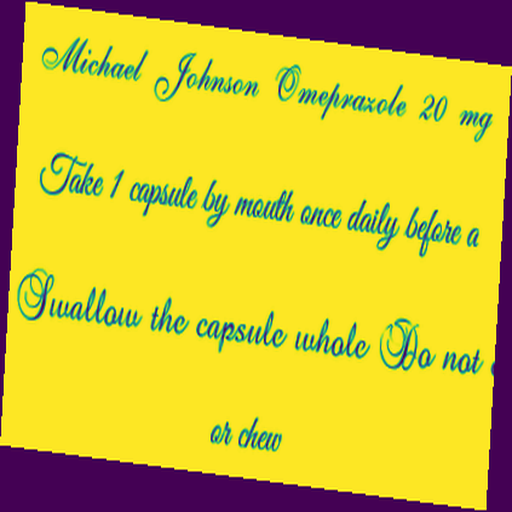 Michael Johnson Omeprazole 20 mg
Take 1 capsule by mouth once daily before a
Swallow the capsule whole Do not
or chew